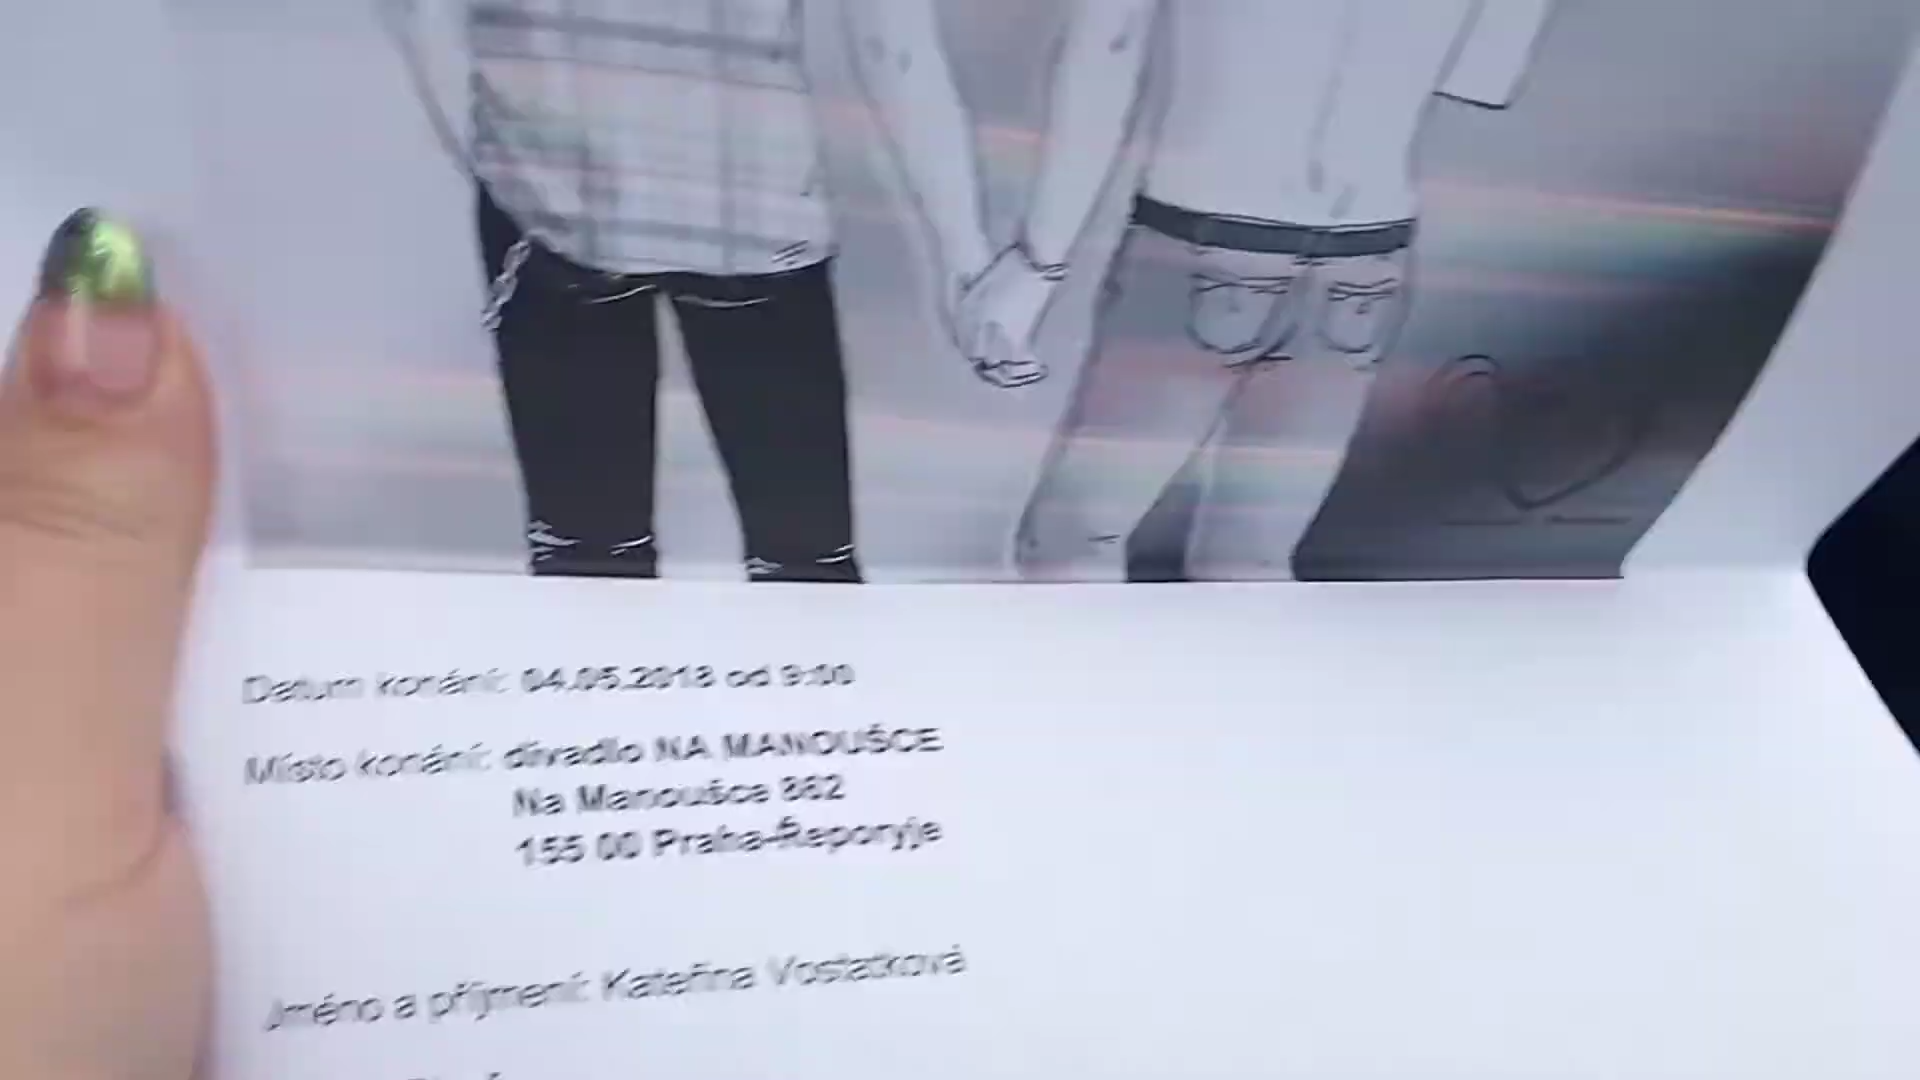 Datum konání: 04.05.2018 od 9:00
Místo konání: divadlo NA MANOUŠCE
Na Manoušce 862
155 00 Praha-Řeporyje
Jméno a příjmení: Kateřina Vostatková